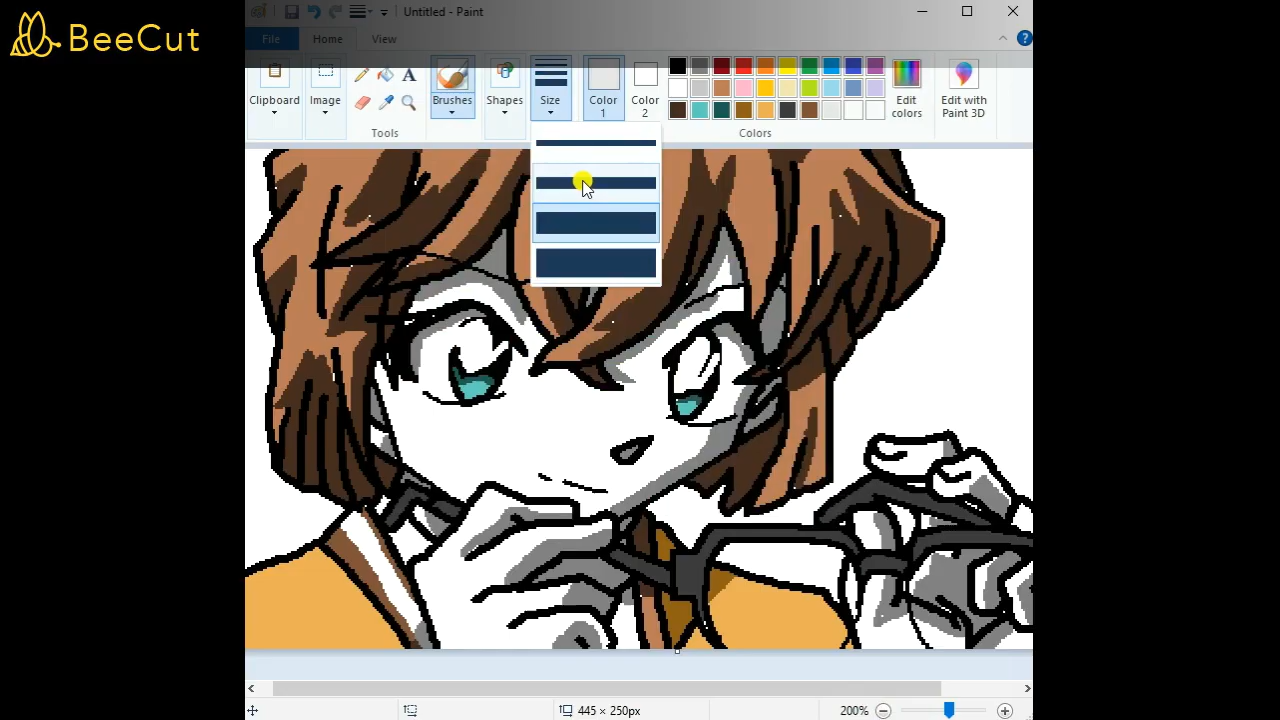 BeeCut
Untitled - Paint
File
Home
View
Clipboard
Image
A
Tools
Brushes
Shapes
Size
Color
1
Color
2
Edit
colors
Edit with
Paint 3D
Colors
445 × 250px
200%